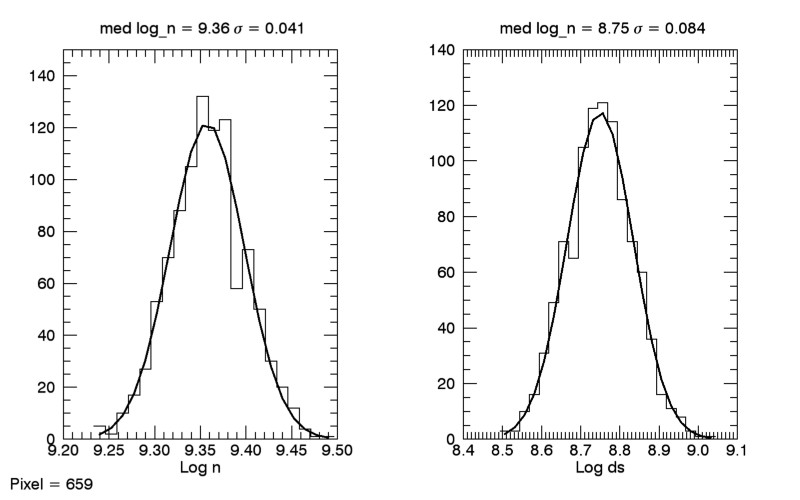 med log_n = 9.36 σ = 0.041
140
120
100
80
60
40
20
0
9.20 9.25 9.30 9.35 9.40 9.45 9.50
Log n
med log_n = 8.75 σ = 0.084
140
120
100
80
60
40
20
0
8.4 8.5 8.6 8.7 8.8 8.9 9.0 9.1
Log ds
Pixel = 659